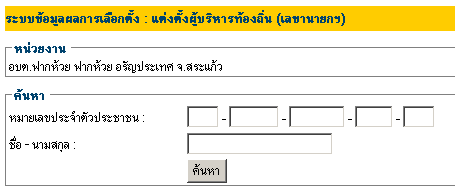 ระบบข้อมูลผลการเลือกตั้ง : แต่งตั้งผู้บริหารท้องถิ่น (เลขานายกฯ)
หน่วยงาน
อบต.ฟากห้วย ฟากห้วย อรัญประเทศ จ.สระแก้ว
ค้นหา
หมายเลขประจำตัวประชาชน : - - - -
ชื่อ - นามสกุล :
ค้นหา